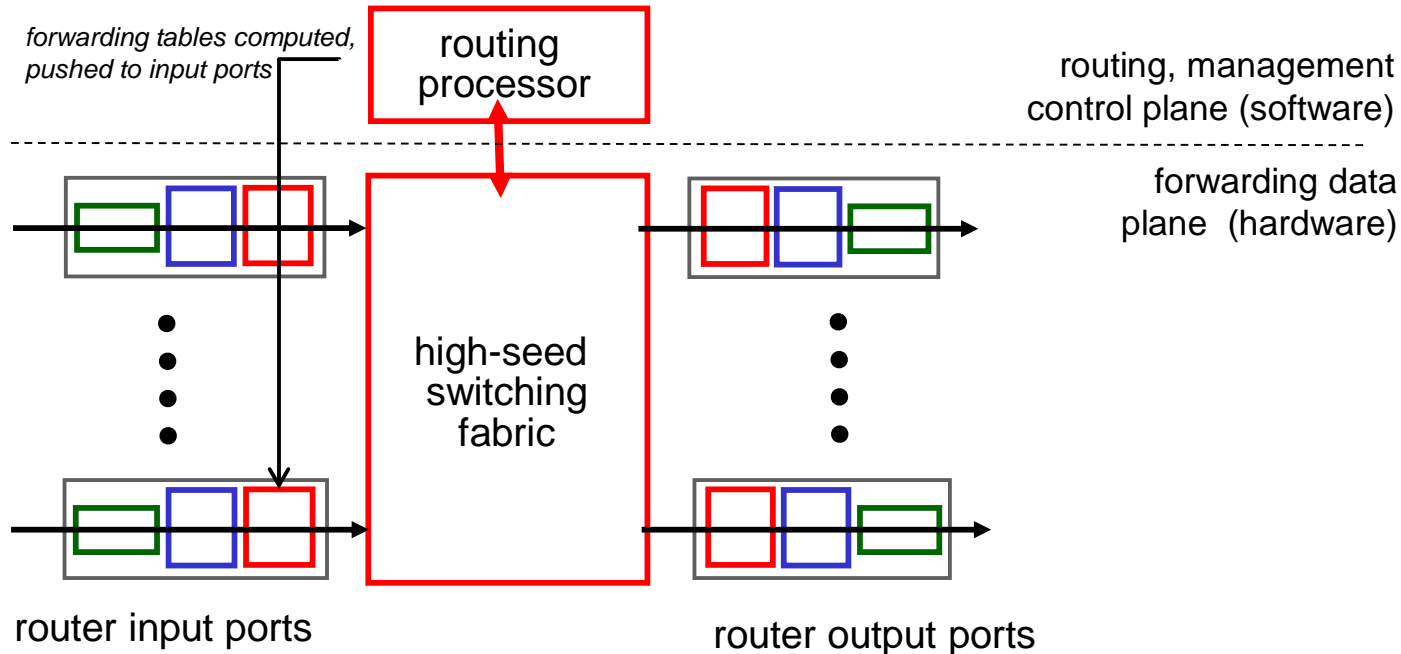 forwarding tables computed,
pushed to input ports
routing
processor
routing, management
control plane (software)
forwarding data
plane (hardware)
high-seed
switching
fabric
router input ports
router output ports